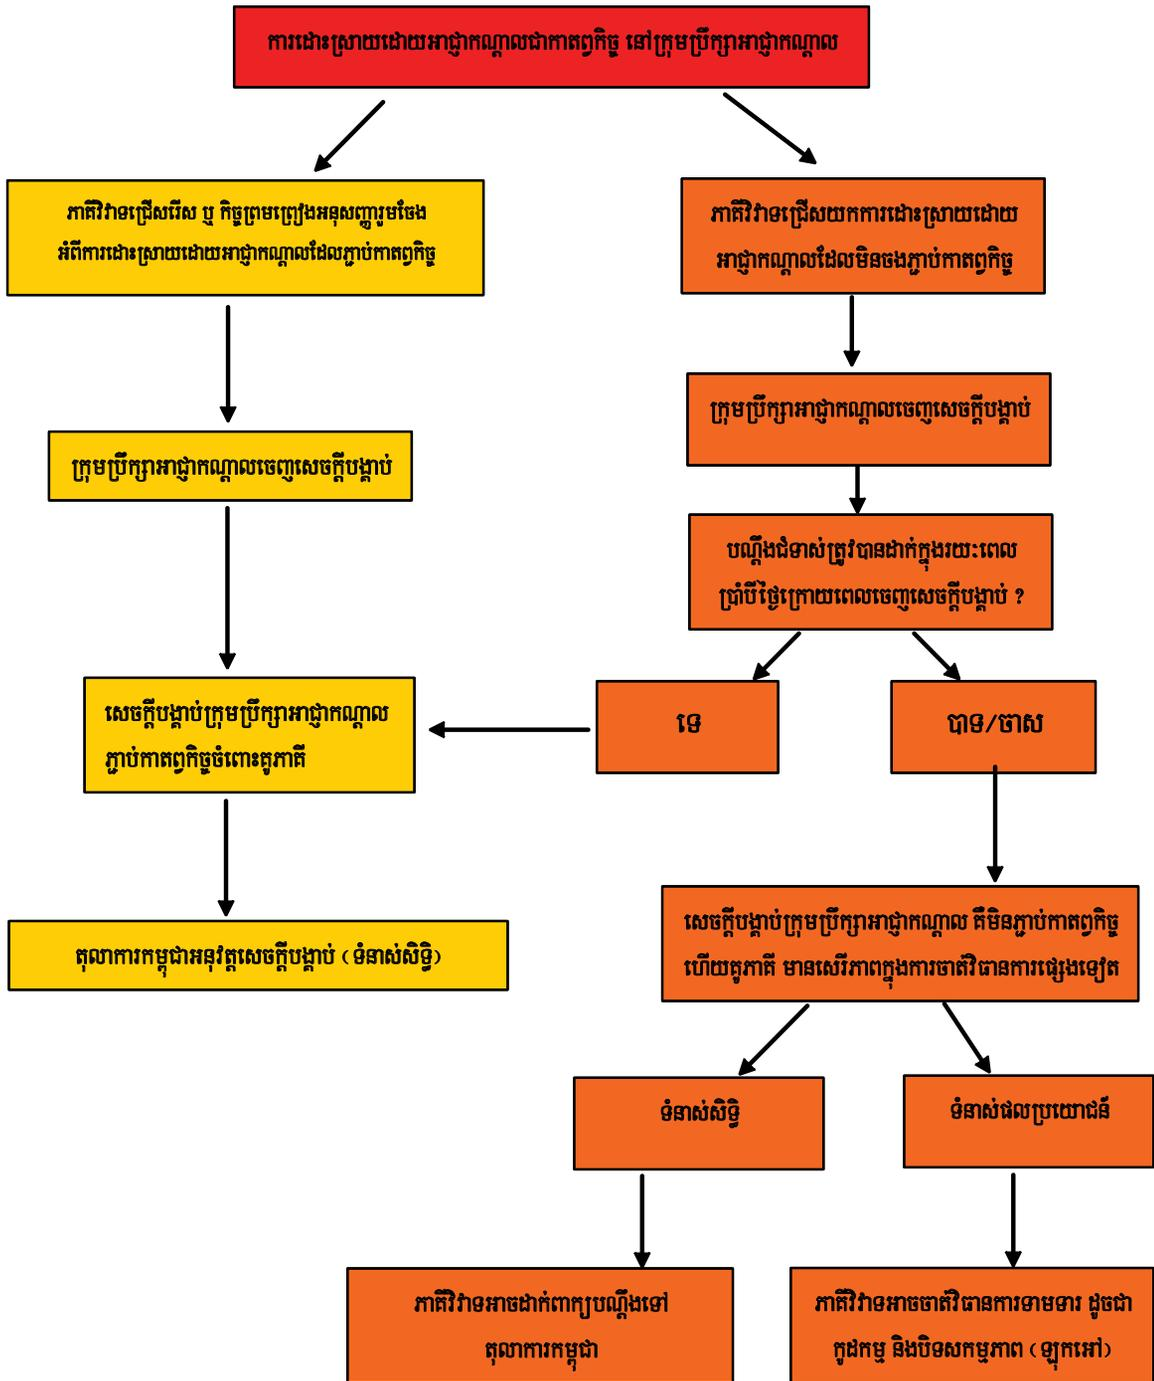 ការដោះស្រាយដោយអាជ្ញាកណ្តាលជាកាតព្វកិច្ច នៅក្រុមប្រឹក្សាអាជ្ញាកណ្តាល
ភាគីវិវាទជ្រើសរើស ឬ កិច្ចព្រមព្រៀងអនុសញ្ញារួមចែង
អំពីការដោះស្រាយដោយអាជ្ញាកណ្តាលដែលភ្ជាប់កាតព្វកិច្ច
ភាគីវិវាទជ្រើសយកការដោះស្រាយដោយ
អាជ្ញាកណ្តាលដែលមិនចងភ្ជាប់កាតព្វកិច្ច
ក្រុមប្រឹក្សាអាជ្ញាកណ្តាលចេញសេចក្តីបង្គាប់
ក្រុមប្រឹក្សាអាជ្ញាកណ្តាលចេញសេចក្តីបង្គាប់
បណ្តឹងជំទាស់ត្រូវបានដាក់ក្នុងរយៈពេល
ប្រាំបីថ្ងៃក្រោយពេលចេញសេចក្តីបង្គាប់ ?
សេចក្តីបង្គាប់ក្រុមប្រឹក្សាអាជ្ញាកណ្តាល
ភ្ជាប់កាតព្វកិច្ចចំពោះគូភាគី
ទេ
បាទ/ចាស
តុលាការកម្ពុជាអនុវត្តសេចក្តីបង្គាប់ (ទំនាស់សិទ្ធិ)
សេចក្តីបង្គាប់ក្រុមប្រឹក្សាអាជ្ញាកណ្តាល គឺមិនភ្ជាប់កាតព្វកិច្ច
ហើយគូភាគី មានសេរីភាពក្នុងការចាត់វិធានការផ្សេងទៀត
ទំនាស់សិទ្ធិ
ទំនាស់ផលប្រយោជន៍
ភាគីវិវាទអាចដាក់ពាក្យបណ្តឹងទៅ
តុលាការកម្ពុជា
ភាគីវិវាទអាចចាត់វិធានការទាមទារ ដូចជា
កូដកម្ម និងបិទសកម្មភាព (ឡុកអៅ)